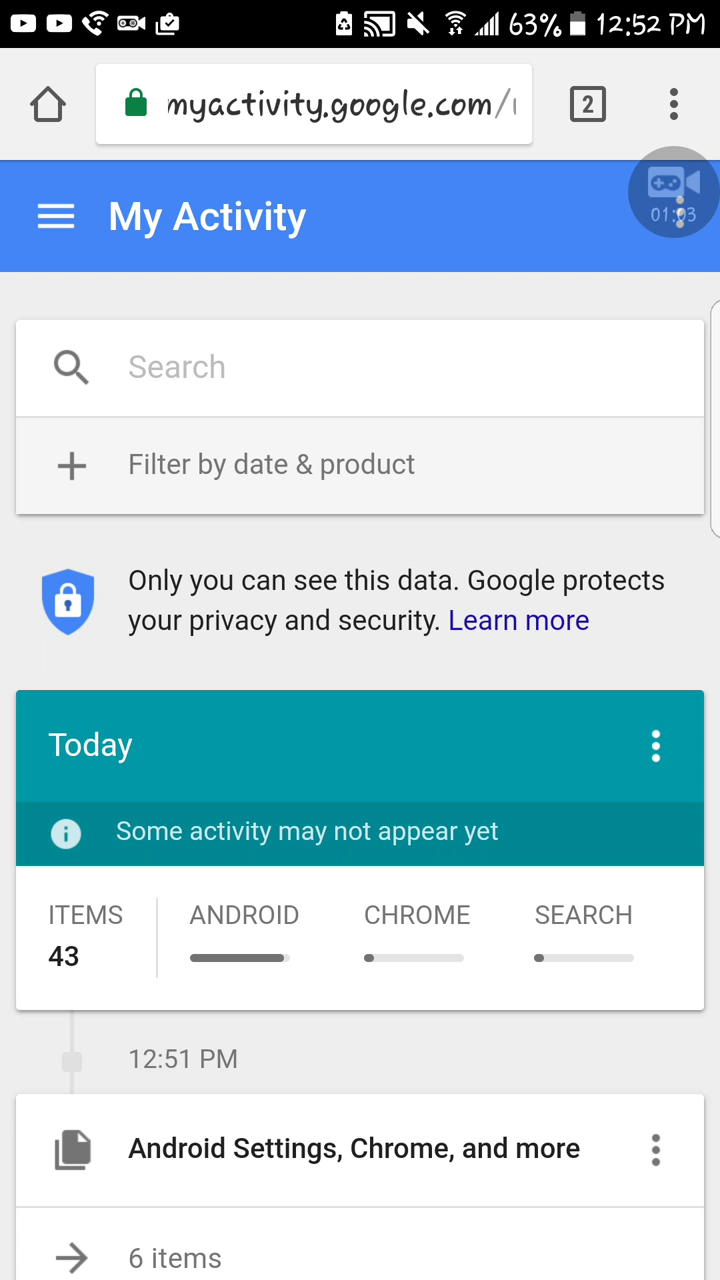 63% 12:52 PM
myactivity.google.com/
2
My Activity
01:03
Search
Filter by date & product
Only you can see this data. Google protects
your privacy and security. Learn more
Today
Some activity may not appear yet
ITEMS ANDROID CHROME SEARCH
43
12:51 PM
Android Settings, Chrome, and more
6 items